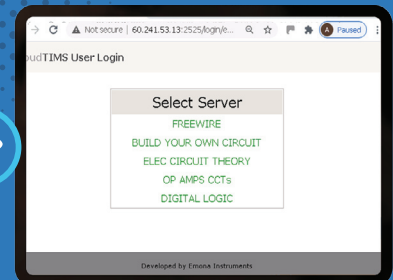 Not secure | 60.241.53.13:2525/login/e... A Paused
oudTIMS User Login
Select Server
FREEWIRE
BUILD YOUR OWN CIRCUIT
ELEC CIRCUIT THEORY
OP AMPS CCTs
DIGITAL LOGIC
Developed by Emona Instruments